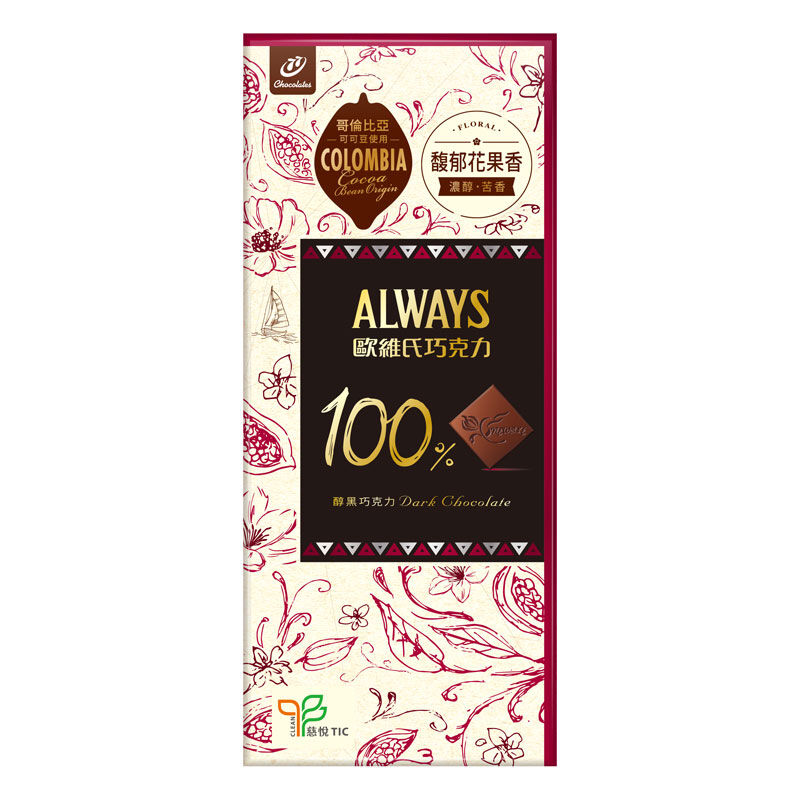 77
Chocolates
哥倫比亞
可可豆使用
COLOMBIA
Cocoa
Bean Origin
FLORAL
馥郁花果香
濃醇·苦香
ALWAYS
歐維氏巧克力
100%
醇黑巧克力 Dark Chocolate
CLEAN
慈悅 TIC